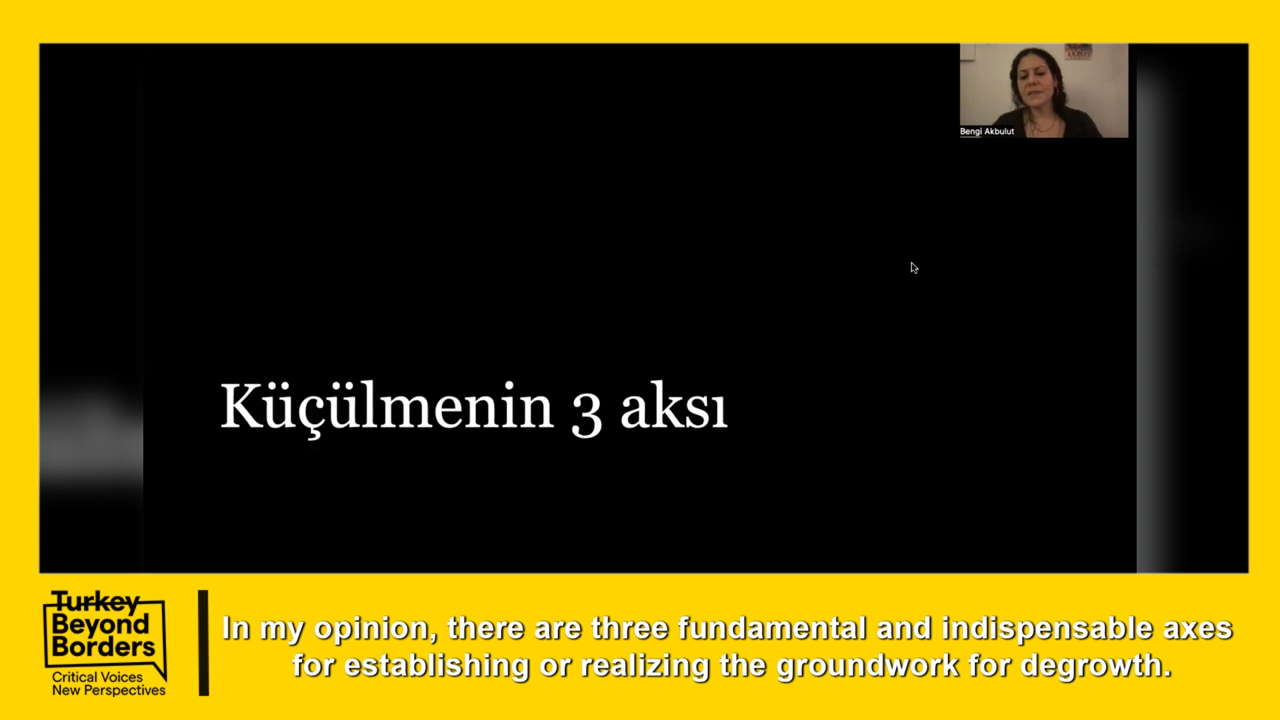 Bengi Akbulut
Küçülmenin 3 aksı
Turkey
Beyond
Borders
Critical Voices
New Perspectives
In my opinion, there are three fundamental and indispensable axes
for establishing or realizing the groundwork for degrowth.